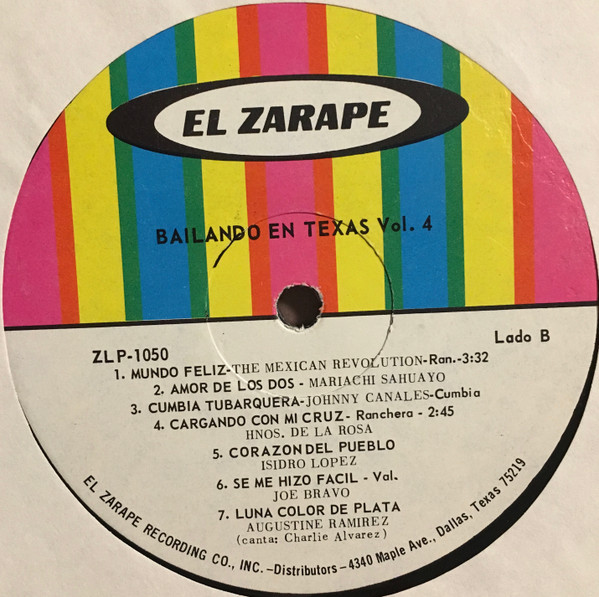 EL ZARAPE
BAILANDO EN TEXAS Vol. 4
ZLP-1050
Lado B
1. MUNDO FELIZ-THE MEXICAN REVOLUTION-Ran.-3:32
2. AMOR DE LOS DOS - MARIACHI SAHUAYO
3. CUMBIA TUBARQUERA-JOHNNY CANALES-Cumbia
4. CARGANDO CON MI CRUZ- Ranchera - 2:45
HNOS. DE LA ROSA
5. CORAZON DEL PUEBLO
ISIDRO LOPEZ
6. SE ME HIZO FACIL - Val.
JOE BRAVO
7. LUNA COLOR DE PLATA
AUGUSTINE RAMIREZ
(canta: Charlie Alvarez)
EL ZARAPE RECORDING CO., INC.-Distributors-4340 Maple Ave., Dallas, Texas 75219